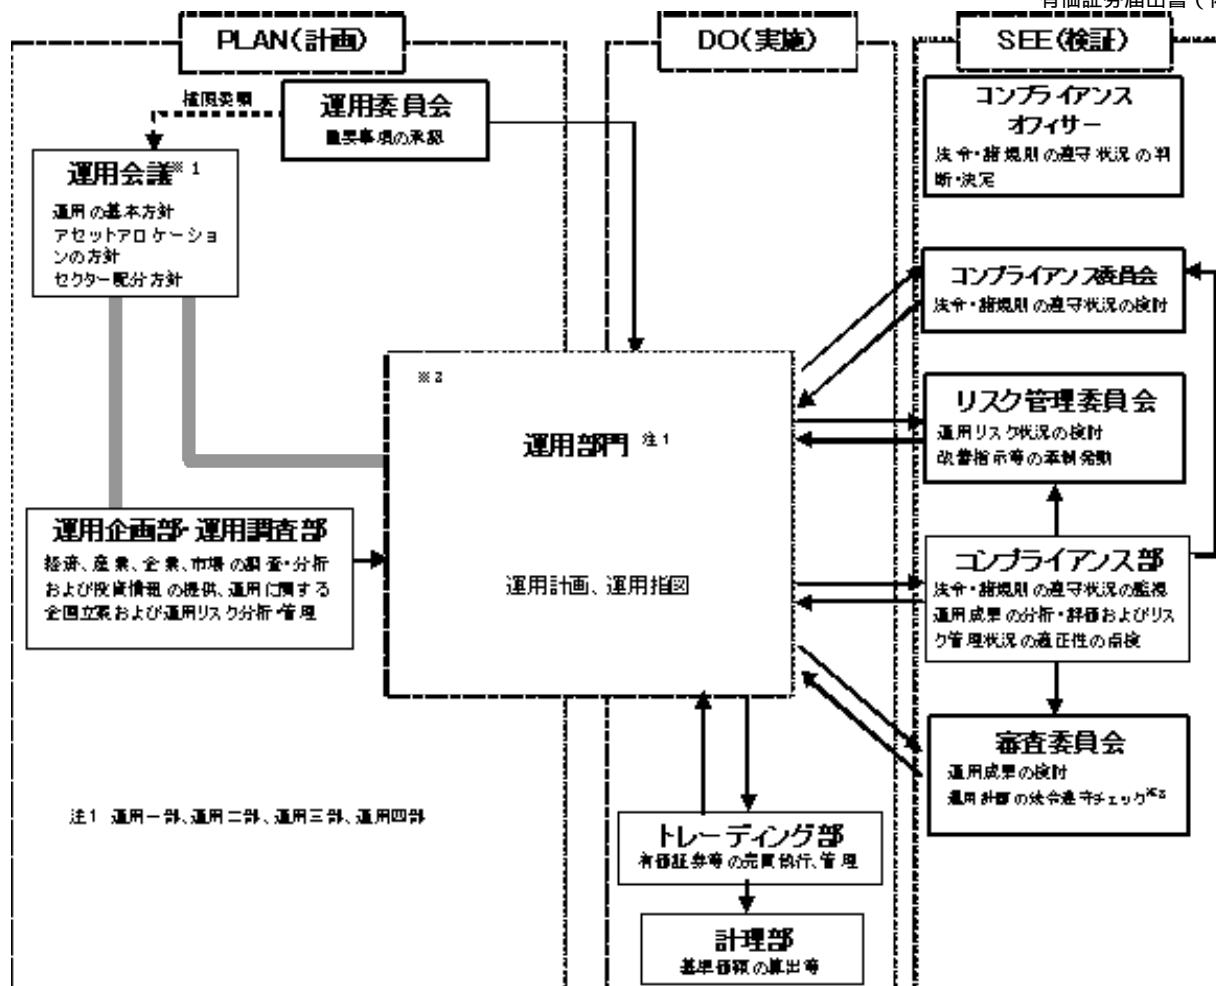 有価証券届出書（
PLAN（計画）
DO（実施）
SEE（検証）
権限委嘱
運用委員会
重要事項の承認
運用会議※1
運用の基本方針
アセットアロケーショ
ンの方針
セクター配分方針
コンプライアンス
オフィサー
法令・諸規則の遵守状況の判
断・決定
コンプライアンス委員会
法令・諸規則の遵守状況の検討
※2
運用部門 注1
運用計画、運用指図
リスク管理委員会
運用リスク状況の検討
改善指示等の牽制発動
運用企画部・運用調査部
経済、産業、企業、市場の調査・分析
および投資情報の提供、運用に関する
企画立案および運用リスク分析・管理
コンプライアンス部
法令・諸規則の遵守状況の監視
運用成果の分析・評価およびリス
ク管理状況の適正性の点検
審査委員会
運用成果の検討
運用計画の法令遵守チェック※2
注1 運用一部、運用二部、運用三部、運用四部
トレーディング部
有価証券等の売買執行、管理
計理部
基準価額の算出等